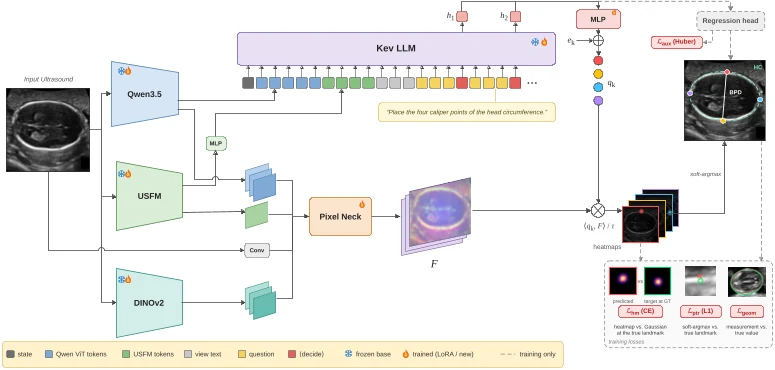 h₁
h₂
MLP
Regression head
eₖ
𝓛aux (Huber)
Kev LLM
Input Ultrasound
Qwen3.5
HC
BPD
qₖ
...
"Place the four caliper points of the head circumference."
MLP
USFM
soft-argmax
Pixel Neck
F
⟨qₖ, F⟩ / τ
Conv
heatmaps
DINOv2
vs
predicted
target at GT
𝓛hm (CE)
𝓛ptr (L1)
𝓛geom
heatmap vs. Gaussian
at the true landmark
soft-argmax vs.
true landmark
measurement vs.
true value
training losses
state
Qwen ViT tokens
USFM tokens
view text
question
⟨decide⟩
frozen base
trained (LoRA / new)
training only